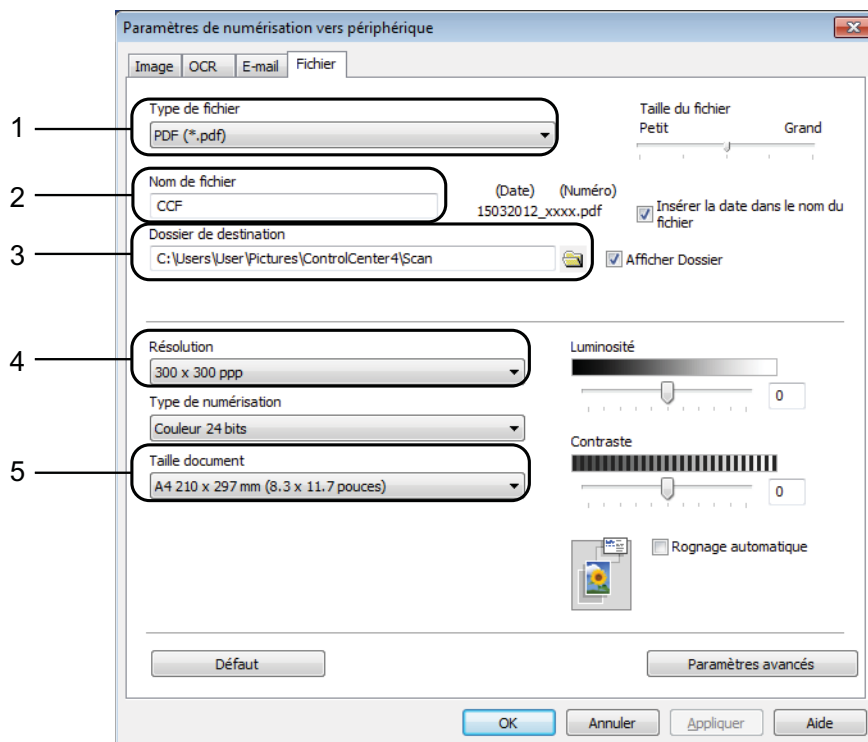 Paramètres de numérisation vers périphérique
Image OCR E-mail Fichier
1
Type de fichier
PDF (*.pdf)
Taille du fichier
Petit Grand
2
Nom de fichier
CCF
(Date) (Numéro)
15032012_xxxx.pdf
Insérer la date dans le nom du
fichier
3
Dossier de destination
C:\Users\User\Pictures\ControlCenter4\Scan
Afficher Dossier
4
Résolution
300 x 300 ppp
Type de numérisation
Couleur 24 bits
5
Taille document
A4 210 x 297 mm (8.3 x 11.7 pouces)
Luminosité
0
Contraste
0
Rognage automatique
Défaut
Paramètres avancés
OK Annuler Appliquer Aide